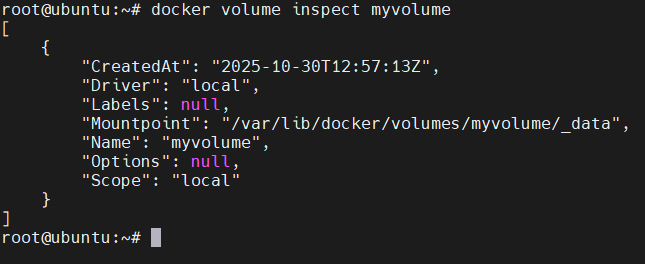 root@ubuntu:~# docker volume inspect myvolume
[
    {
        "CreatedAt": "2025-10-30T12:57:13Z",
        "Driver": "local",
        "Labels": null,
        "Mountpoint": "/var/lib/docker/volumes/myvolume/_data",
        "Name": "myvolume",
        "Options": null,
        "Scope": "local"
    }
]
root@ubuntu:~#